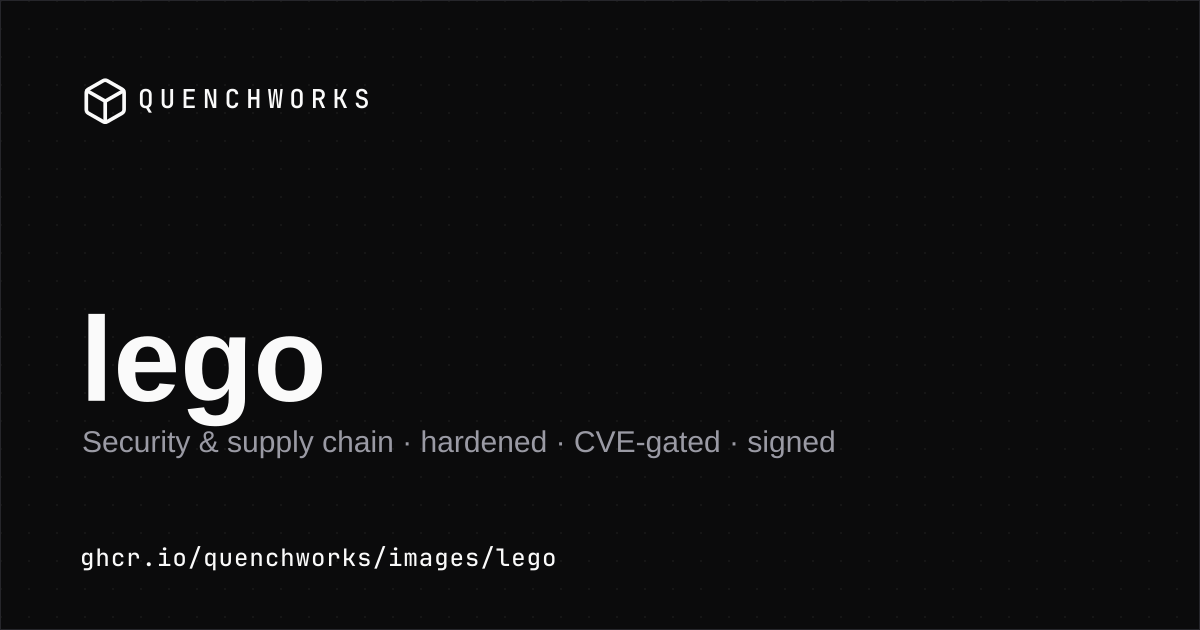 QUENCHWORKS
lego
Security & supply chain · hardened · CVE-gated · signed
ghcr.io/quenchworks/images/lego